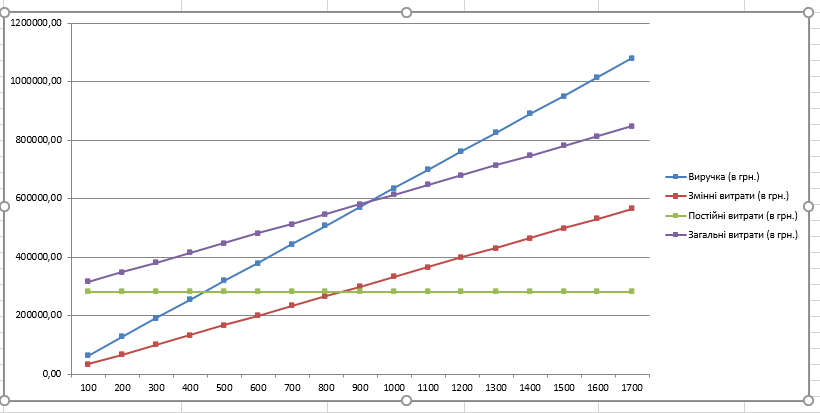 1200000,00
1000000,00
800000,00
600000,00
400000,00
200000,00
0,00
100 200 300 400 500 600 700 800 900 1000 1100 1200 1300 1400 1500 1600 1700
Виручка (в грн.)
Змінні витрати (в грн.)
Постійні витрати (в грн.)
Загальні витрати (в грн.)